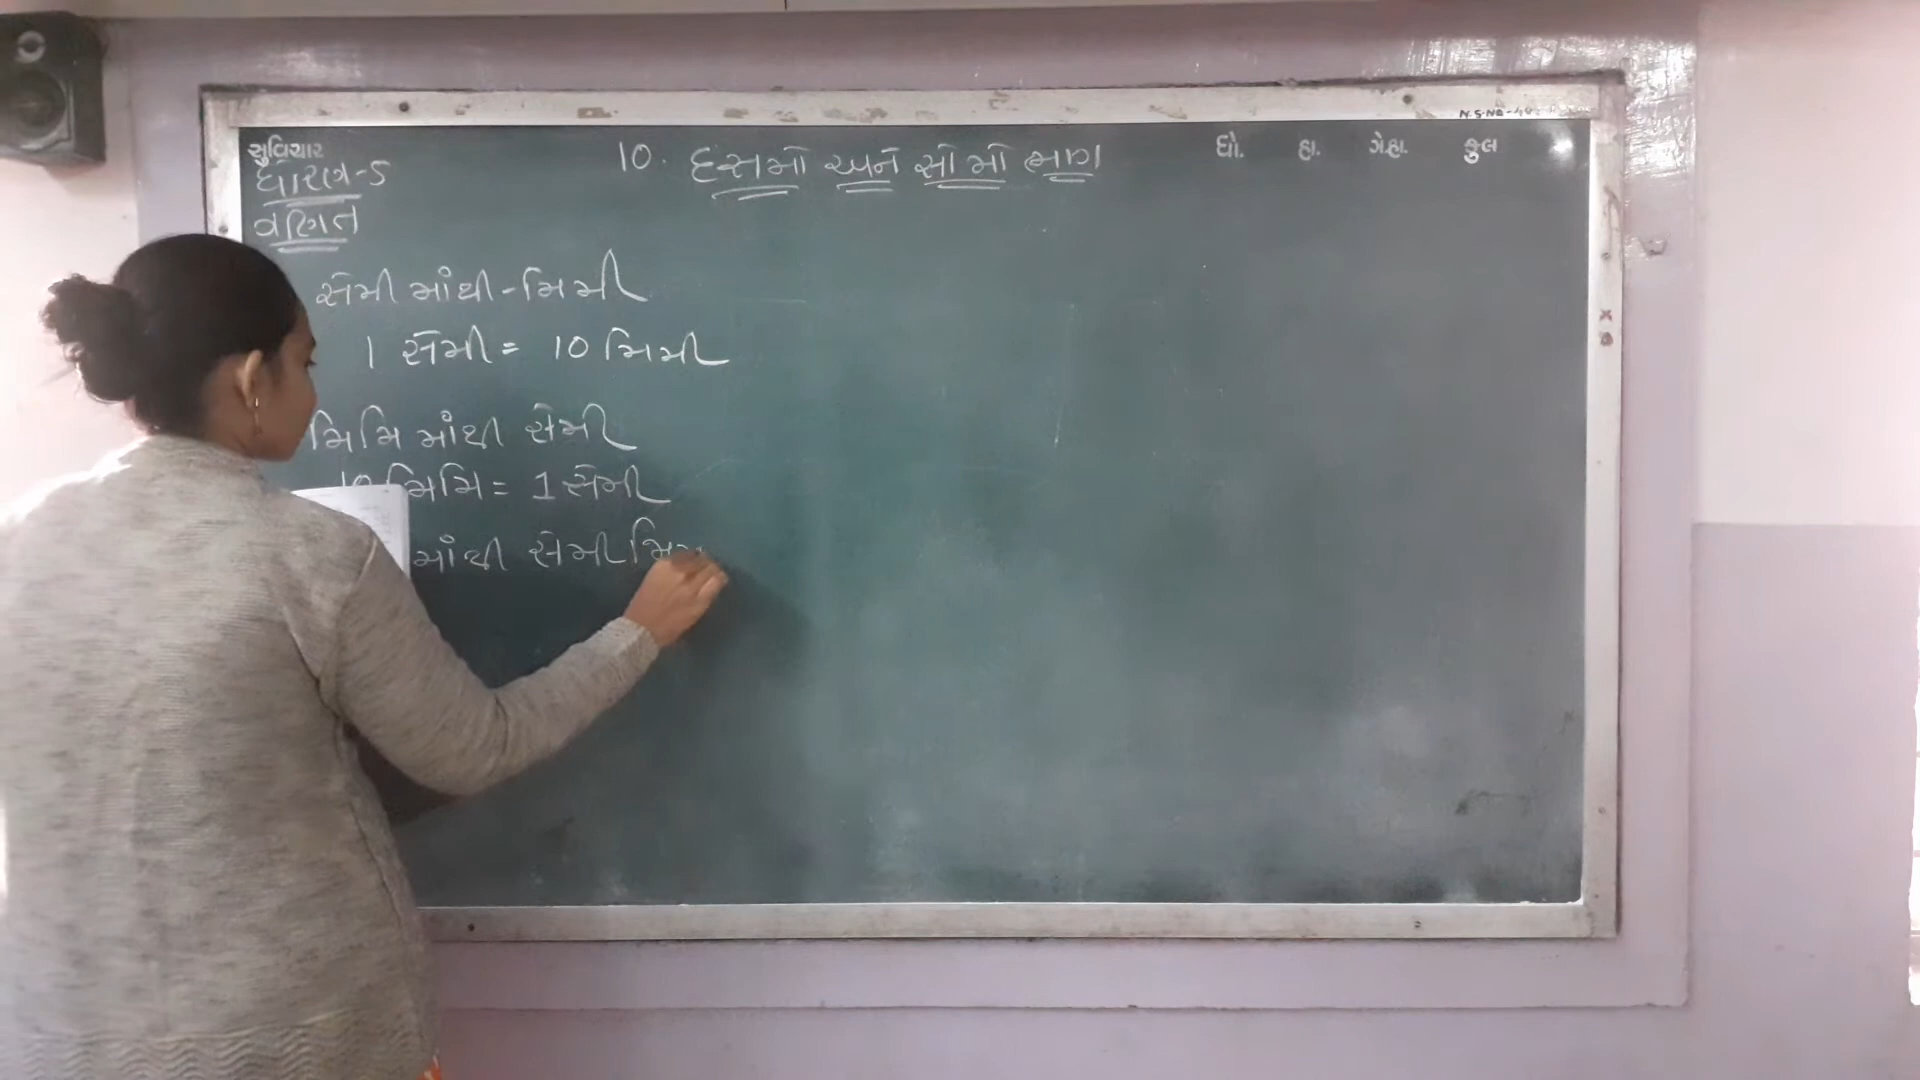 સુવિચાર
ધોરણ-5
ગણિત
10. દસમો અને સો મો ભાગ
ધો. હા. ગે.હા. કુલ
સેમી માંથી - મિમી
1 સેમી = 10 મિમી
મિમિ માંથી સેમી
10 મિમિ = 1 સેમી
માંથી સેમી